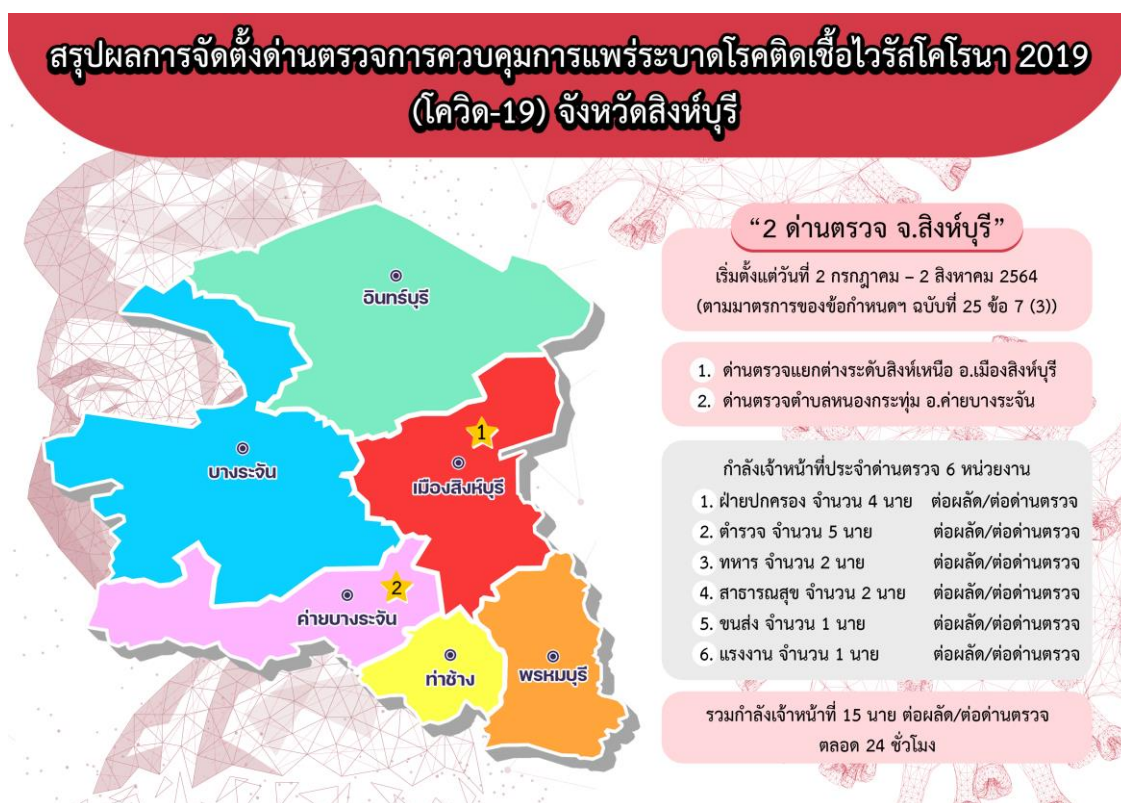 สรุปผลการจัดตั้งด่านตรวจการควบคุมการแพร่ระบาดโรคติดเชื้อไวรัสโคโรนา 2019
(โควิด-19) จังหวัดสิงห์บุรี
อินทร์บุรี
บางระจัน
1
เมืองสิงห์บุรี
2
ค่ายบางระจัน
ท่าช้าง
พรหมบุรี
“2 ด่านตรวจ จ.สิงห์บุรี”
เริ่มตั้งแต่วันที่ 2 กรกฎาคม – 2 สิงหาคม 2564
(ตามมาตรการของข้อกำหนดฯ ฉบับที่ 25 ข้อ 7 (3))
1. ด่านตรวจแยกต่างระดับสิงห์เหนือ อ.เมืองสิงห์บุรี
2. ด่านตรวจตำบลหนองกระทุ่ม อ.ค่ายบางระจัน
กำลังเจ้าหน้าที่ประจำด่านตรวจ 6 หน่วยงาน
1. ฝ่ายปกครอง จำนวน 4 นาย ต่อผลัด/ต่อด่านตรวจ
2. ตำรวจ จำนวน 5 นาย ต่อผลัด/ต่อด่านตรวจ
3. ทหาร จำนวน 2 นาย ต่อผลัด/ต่อด่านตรวจ
4. สาธารณสุข จำนวน 2 นาย ต่อผลัด/ต่อด่านตรวจ
5. ขนส่ง จำนวน 1 นาย ต่อผลัด/ต่อด่านตรวจ
6. แรงงาน จำนวน 1 นาย ต่อผลัด/ต่อด่านตรวจ
รวมกำลังเจ้าหน้าที่ 15 นาย ต่อผลัด/ต่อด่านตรวจ
ตลอด 24 ชั่วโมง